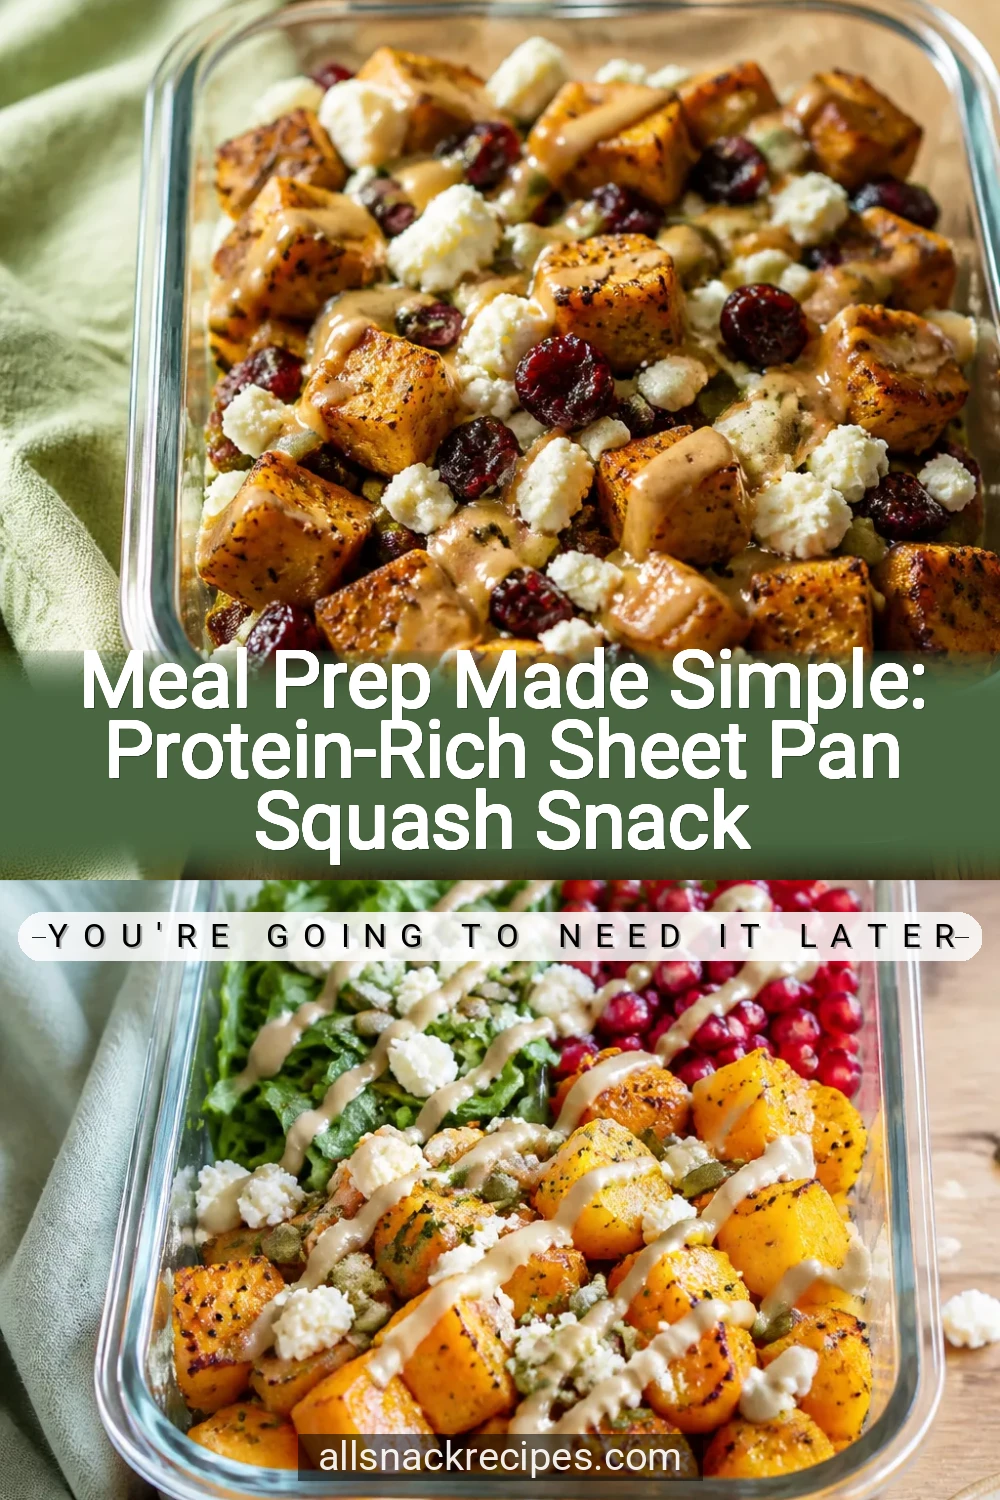 Meal Prep Made Simple:
Protein-Rich Sheet Pan
Squash Snack
–YOU'RE GOING TO NEED IT LATER–
allsnackrecipes.com